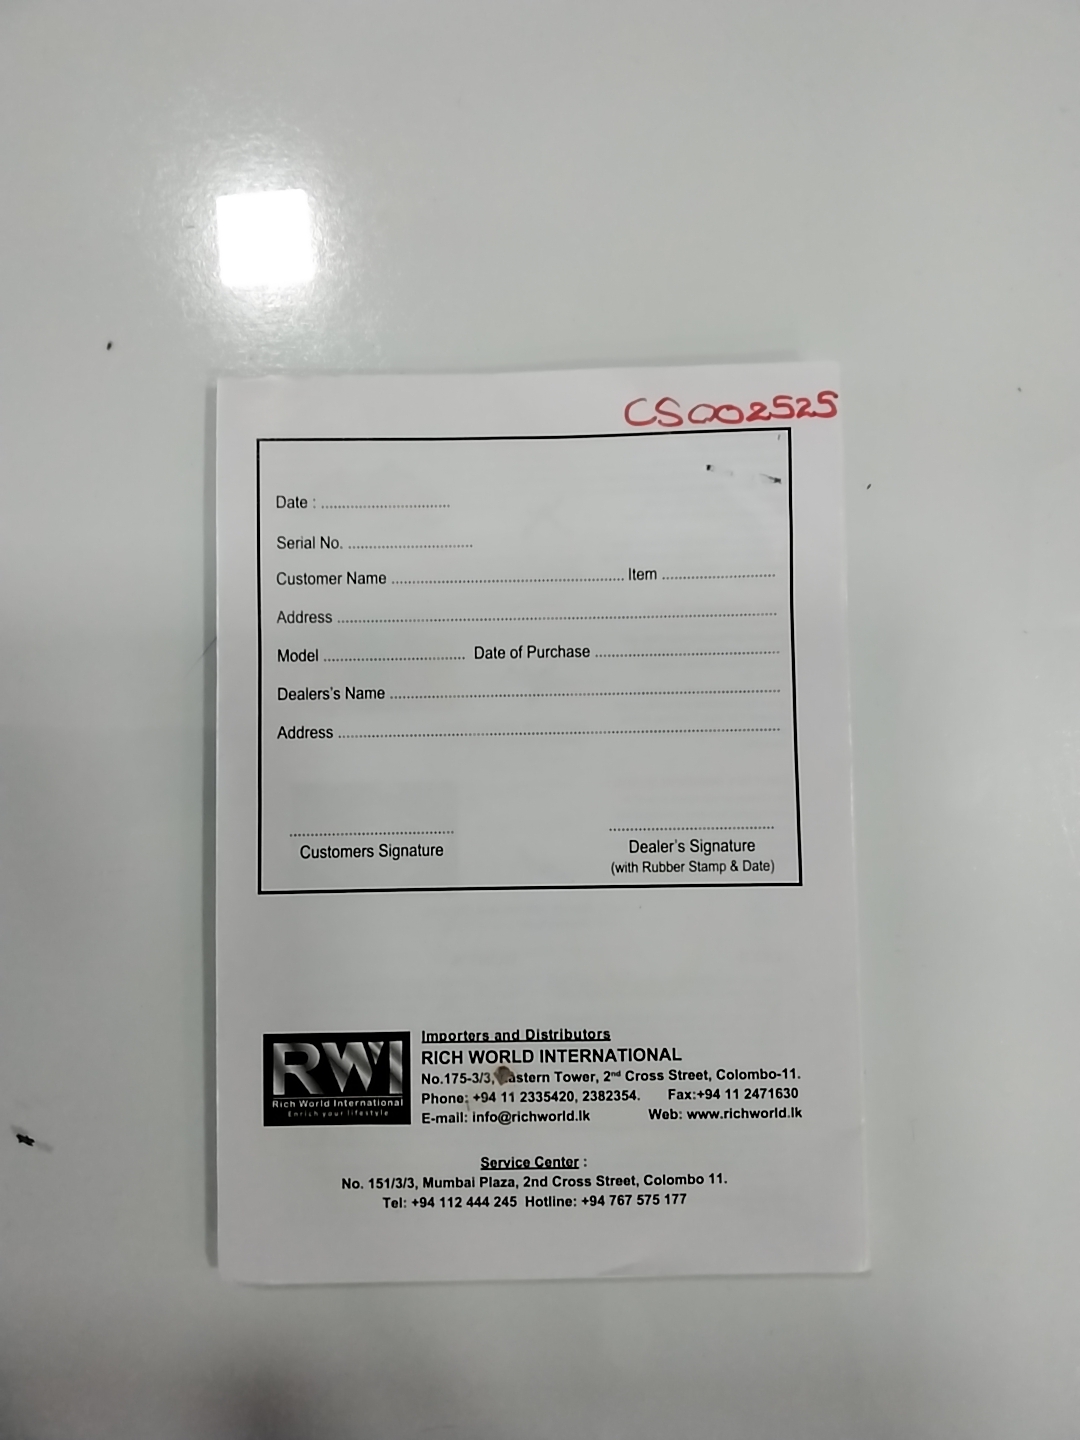 CS002525
Date : ..............................
Serial No. ..............................
Customer Name .............................. Item ..............................
Address ..............................
Model .............................. Date of Purchase ..............................
Dealers's Name ..............................
Address ..............................
Customers Signature
Dealer's Signature
(with Rubber Stamp & Date)
RWI
Rich World International
Enrich your lifestyle
Importers and Distributors
RICH WORLD INTERNATIONAL
No.175-3/3, Eastern Tower, 2nd Cross Street, Colombo-11.
Phone: +94 11 2335420, 2382354. Fax:+94 11 2471630
E-mail: info@richworld.lk Web: www.richworld.lk
Service Center :
No. 151/3/3, Mumbai Plaza, 2nd Cross Street, Colombo 11.
Tel: +94 112 444 245 Hotline: +94 767 575 177